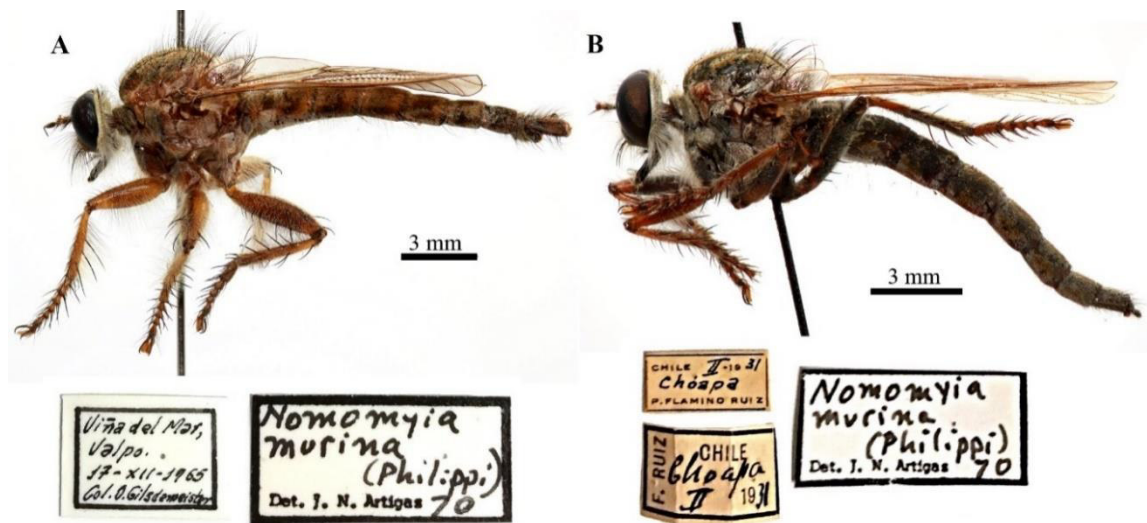 A
B
3 mm
3 mm
Viña del Mar,
Valpo.
17-XII-1965
Col. O. Gilsdemeister
Nomomyia
murina
(Philippi)
Det. J. N. Artigas 70
CHILE II-1931
Choapa
P. FLAMINO RUIZ
F. RUIZ
CHILE
Choapa
II 1931
Nomomyia
murina
(Philippi)
Det. J. N. Artigas 70